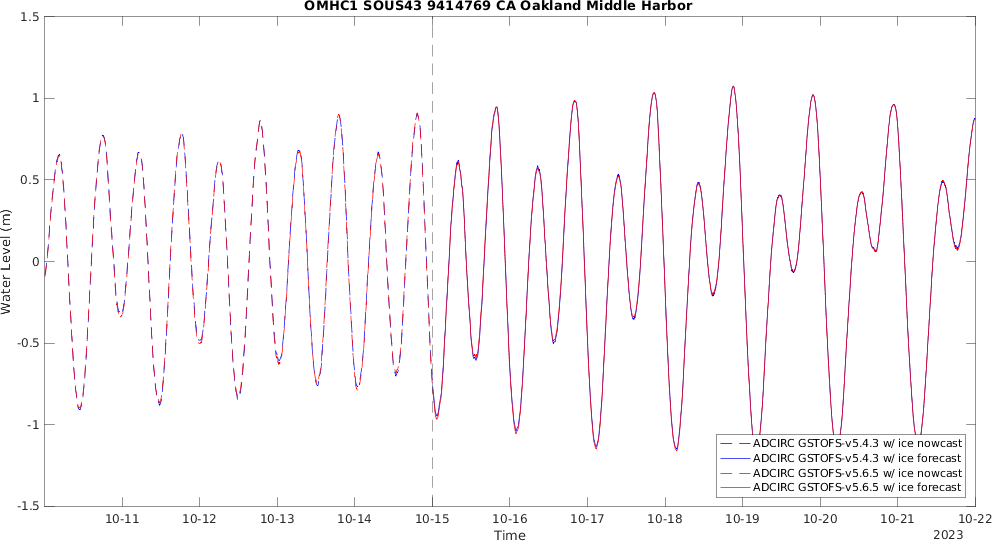 OMHC1 SOUS43 9414769 CA Oakland Middle Harbor
1.5
1
0.5
0
-0.5
-1
-1.5
Water Level (m)
ADCIRC GSTOFS-v5.4.3 w/ ice nowcast
ADCIRC GSTOFS-v5.4.3 w/ ice forecast
ADCIRC GSTOFS-v5.6.5 w/ ice nowcast
ADCIRC GSTOFS-v5.6.5 w/ ice forecast
10-11 10-12 10-13 10-14 10-15 10-16 10-17 10-18 10-19 10-20 10-21 10-22
Time
2023